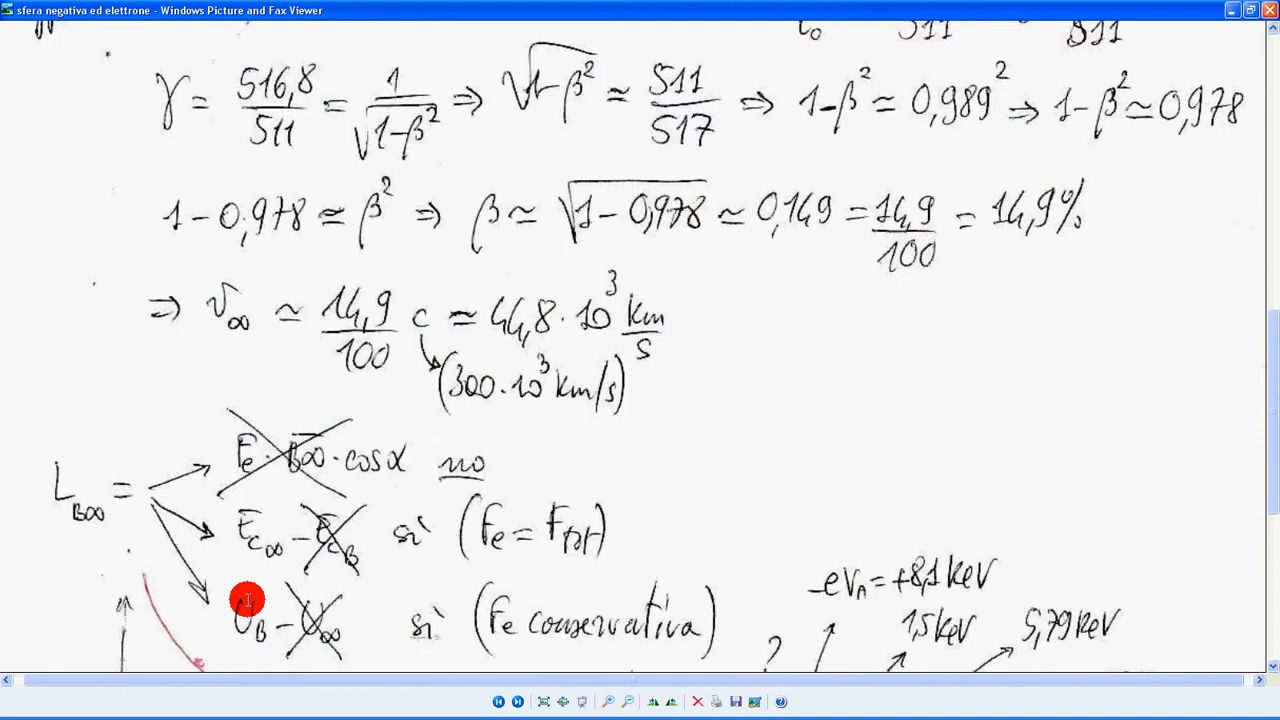 sfera negativa ed elettrone - Windows Picture and Fax Viewer
511 511
γ = 516,8/511 = 1/√(1-β²) ⇒ √(1-β²) ≃ 511/517 ⇒ 1-β² ≃ 0,989² ⇒ 1-β² ≃ 0,978
1 - 0,978 ≃ β² ⇒ β ≃ √(1 - 0,978) ≃ 0,149 = 14,9/100 = 14,9%
⇒ v∞ ≃ 14,9/100 c ≃ 44,8·10³ km/s
(300·10³ km/s)
Fe · B∞ · cosα no
L B∞ =
Ec∞ - EcB sì (Fe = Ftot)
-eVA = +8,1 keV
UB - U∞ sì (Fe conservativa) 1,5 keV 5,79 keV
?